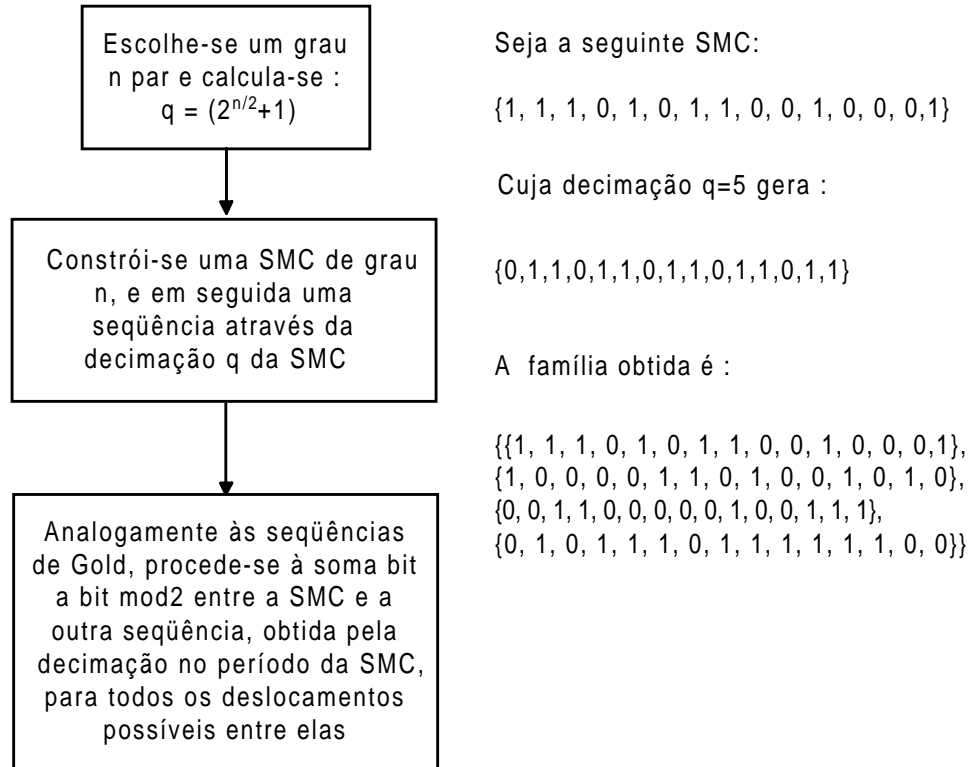 Escolhe-se um grau
n par e calcula-se :
q = (2^{n/2}+1)
Constrói-se uma SMC de grau
n, e em seguida uma
seqüência através da
decimação q da SMC
Analogamente às seqüências
de Gold, procede-se à soma bit
a bit mod2 entre a SMC e a
outra seqüência, obtida pela
decimação no período da SMC,
para todos os deslocamentos
possíveis entre elas
Seja a seguinte SMC:
{1, 1, 1, 0, 1, 0, 1, 1, 0, 0, 1, 0, 0, 0,1}
Cuja decimação q=5 gera :
{0,1,1,0,1,1,0,1,1,0,1,1,0,1,1}
A família obtida é :
{{1, 1, 1, 0, 1, 0, 1, 1, 0, 0, 1, 0, 0, 0,1},
{1, 0, 0, 0, 0, 1, 1, 0, 1, 0, 0, 1, 0, 1, 0},
{0, 0, 1, 1, 0, 0, 0, 0, 0, 1, 0, 0, 1, 1, 1},
{0, 1, 0, 1, 1, 1, 0, 1, 1, 1, 1, 1, 1, 0, 0}}